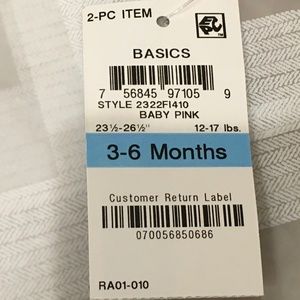 2-PC ITEM
BASICS
7 56845 97105 9
STYLE 2322FI410
BABY PINK
23½-26½" 12-17 lbs.
3-6 Months
Customer Return Label
070056850686
RA01-010